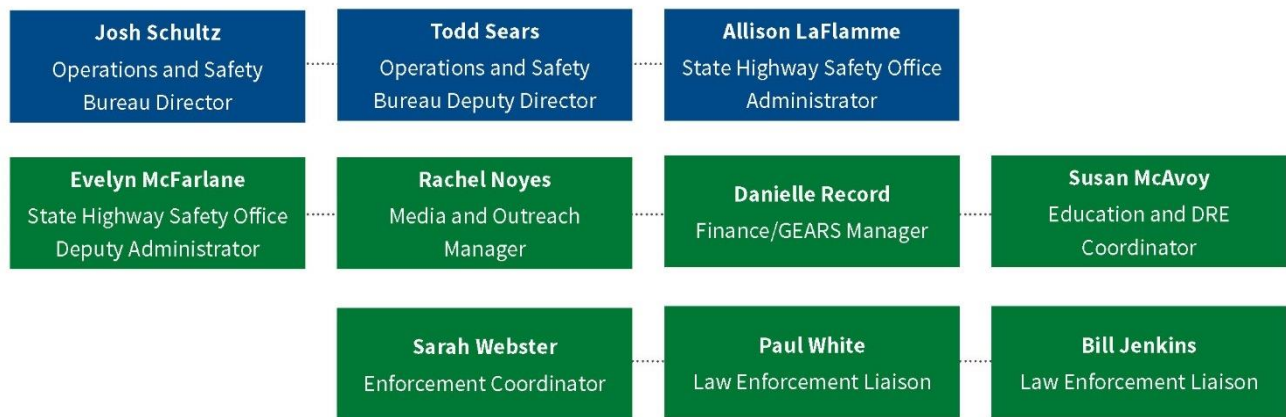 Josh Schultz
Operations and Safety
Bureau Director
Todd Sears
Operations and Safety
Bureau Deputy Director
Allison LaFlamme
State Highway Safety Office
Administrator
Evelyn McFarlane
State Highway Safety Office
Deputy Administrator
Rachel Noyes
Media and Outreach
Manager
Danielle Record
Finance/GEARS Manager
Susan McAvoy
Education and DRE
Coordinator
Sarah Webster
Enforcement Coordinator
Paul White
Law Enforcement Liaison
Bill Jenkins
Law Enforcement Liaison